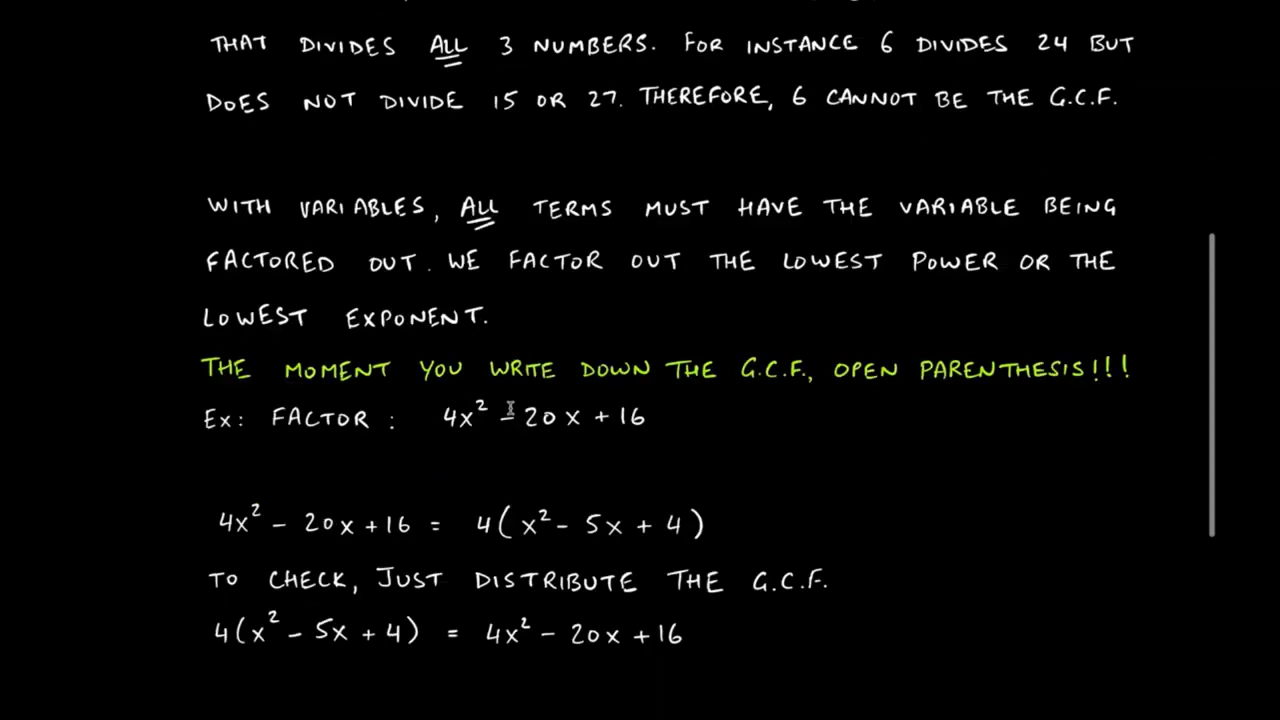 THAT DIVIDES ALL 3 NUMBERS. FOR INSTANCE 6 DIVIDES 24 BUT
DOES NOT DIVIDE 15 OR 27. THEREFORE, 6 CANNOT BE THE G.C.F.
WITH VARIABLES, ALL TERMS MUST HAVE THE VARIABLE BEING
FACTORED OUT. WE FACTOR OUT THE LOWEST POWER OR THE
LOWEST EXPONENT.
THE MOMENT YOU WRITE DOWN THE G.C.F., OPEN PARENTHESIS!!!
EX: FACTOR: 4x² - 20x + 16
4x² - 20x + 16 = 4(x² - 5x + 4)
TO CHECK, JUST DISTRIBUTE THE G.C.F.
4(x² - 5x + 4) = 4x² - 20x + 16